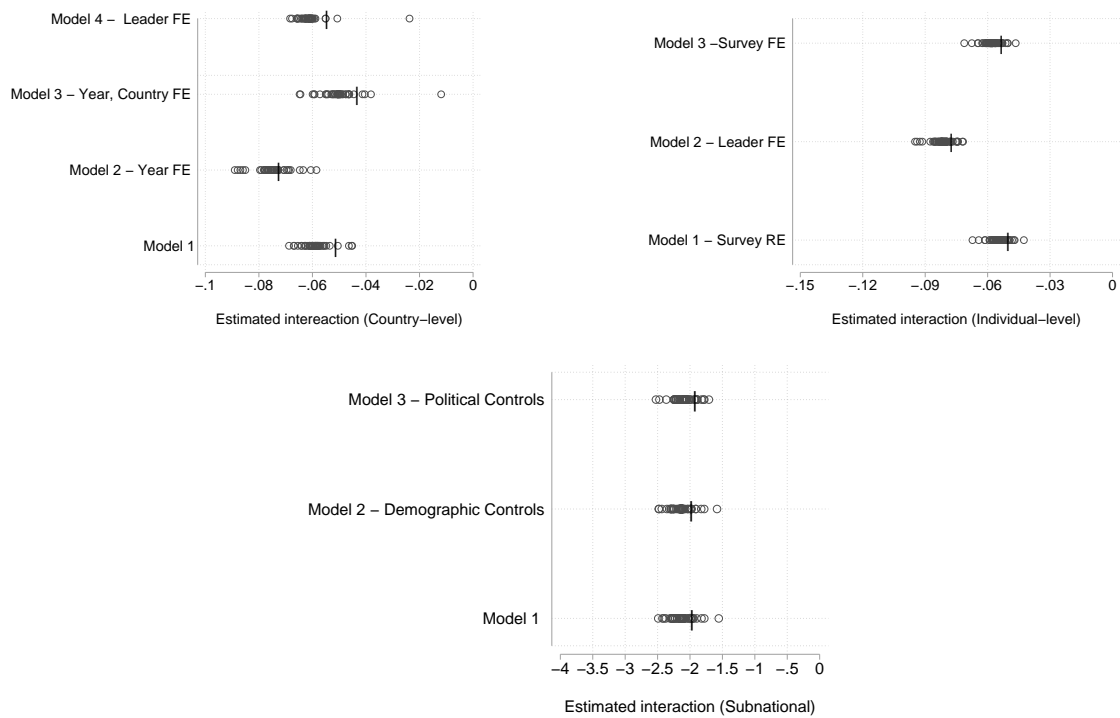 Model 4 − Leader FE
Model 3 − Year, Country FE
Model 2 − Year FE
Model 1
−.1 −.08 −.06 −.04 −.02 0
Estimated intereaction (Country−level)
Model 3 −Survey FE
Model 2 − Leader FE
Model 1 − Survey RE
−.15 −.12 −.09 −.06 −.03 0
Estimated interaction (Individual−level)
Model 3 − Political Controls
Model 2 − Demographic Controls
Model 1
−4 −3.5 −3 −2.5 −2 −1.5 −1 −.5 0
Estimated interaction (Subnational)